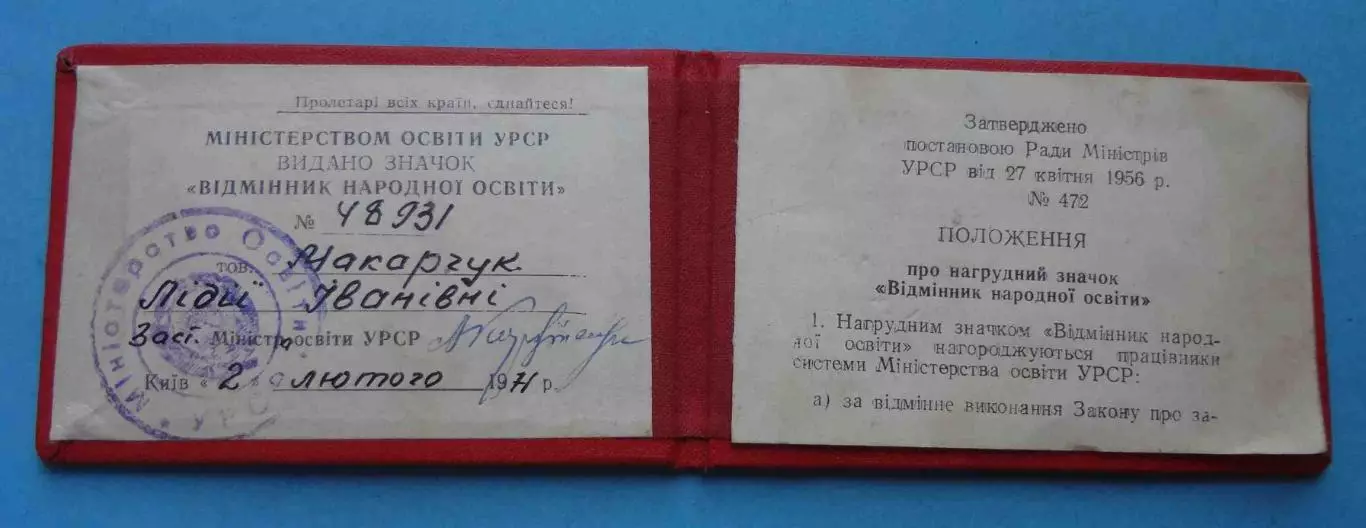 Пролетарі всіх країн, єднайтеся!
МІНІСТЕРСТВОМ ОСВІТИ УРСР
ВИДАНО ЗНАЧОК
«ВІДМІННИК НАРОДНОЇ ОСВІТИ»
№ 48931
тов. Макарчук
Лідії Іванівні
Заст. Міністра освіти УРСР
Київ «2» лютого 1971 р.
Міністерство Освіти
Затверджено
постановою Ради Міністрів
УРСР від 27 квітня 1956 р.
№ 472
ПОЛОЖЕННЯ
про нагрудний значок
«Відмінник народної освіти»
1. Нагрудним значком «Відмінник народ-
ної освіти» нагороджуються працівники
системи Міністерства освіти УРСР:
а) за відмінне виконання Закону про за-